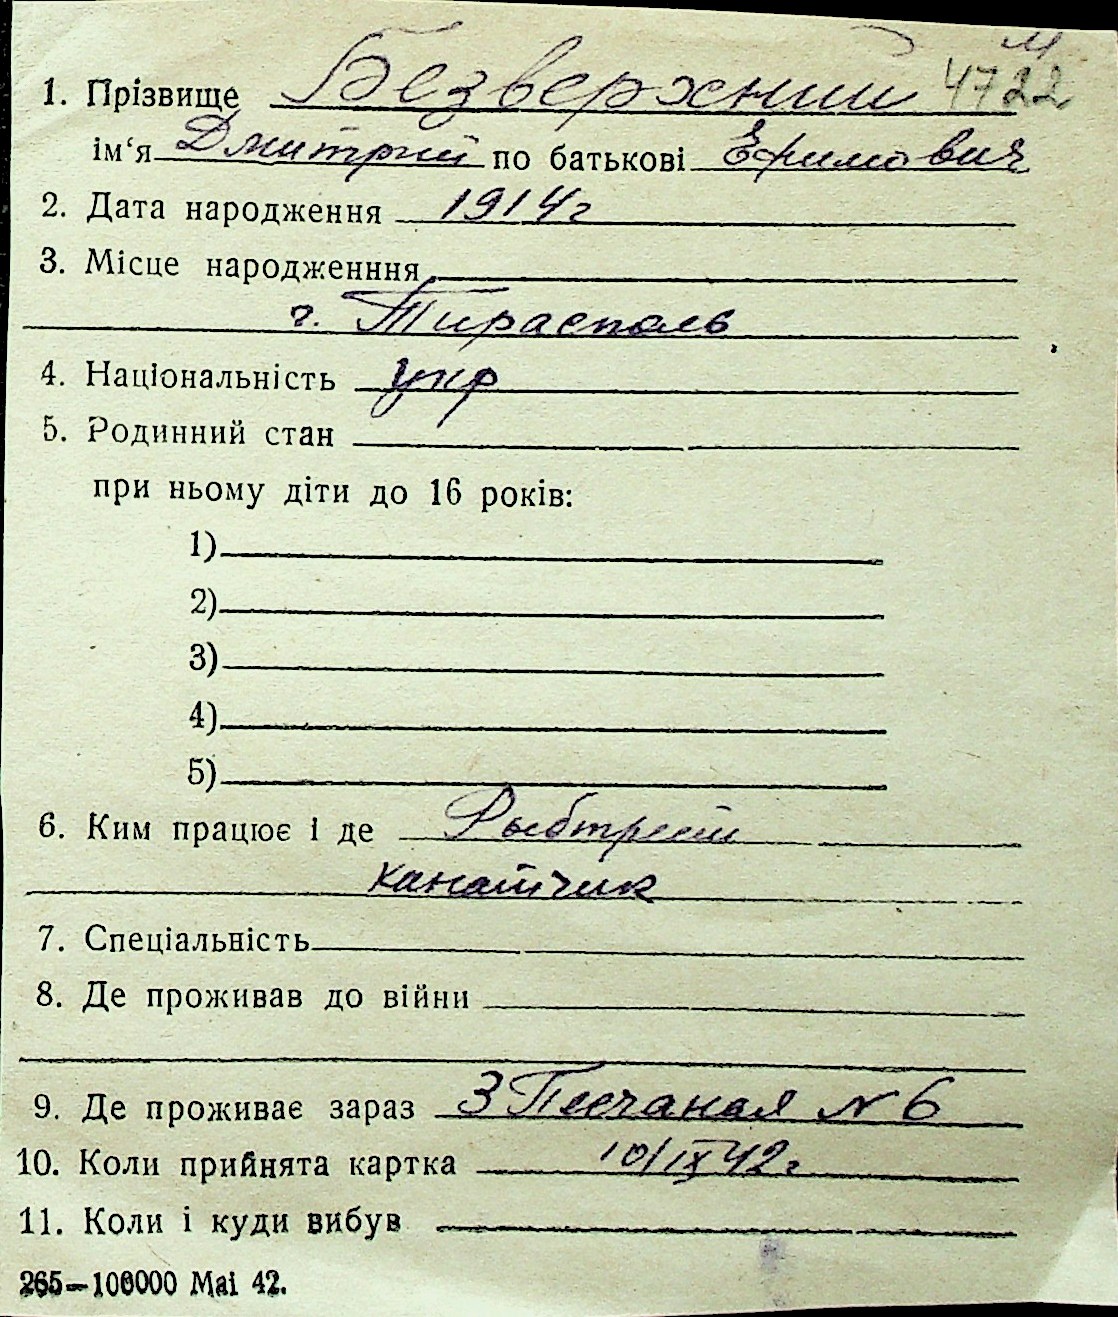 м
1. Прізвище Безверхний 4722
ім‘я Дмитрий по батькові Ефимович
2. Дата народження 1914г
3. Місце народженння
г. Тирасполь
4. Національність укр
5. Родинний стан
при ньому діти до 16 років:
1)
2)
3)
4)
5)
6. Ким працює і де Рыбтрест
канатчик
7. Спеціальність
8. Де проживав до війни
9. Де проживає зараз 3 Песчаная N 6
10. Коли прийнята картка 10/IX 42г
11. Коли і куди вибув
265—100000 Mai 42.